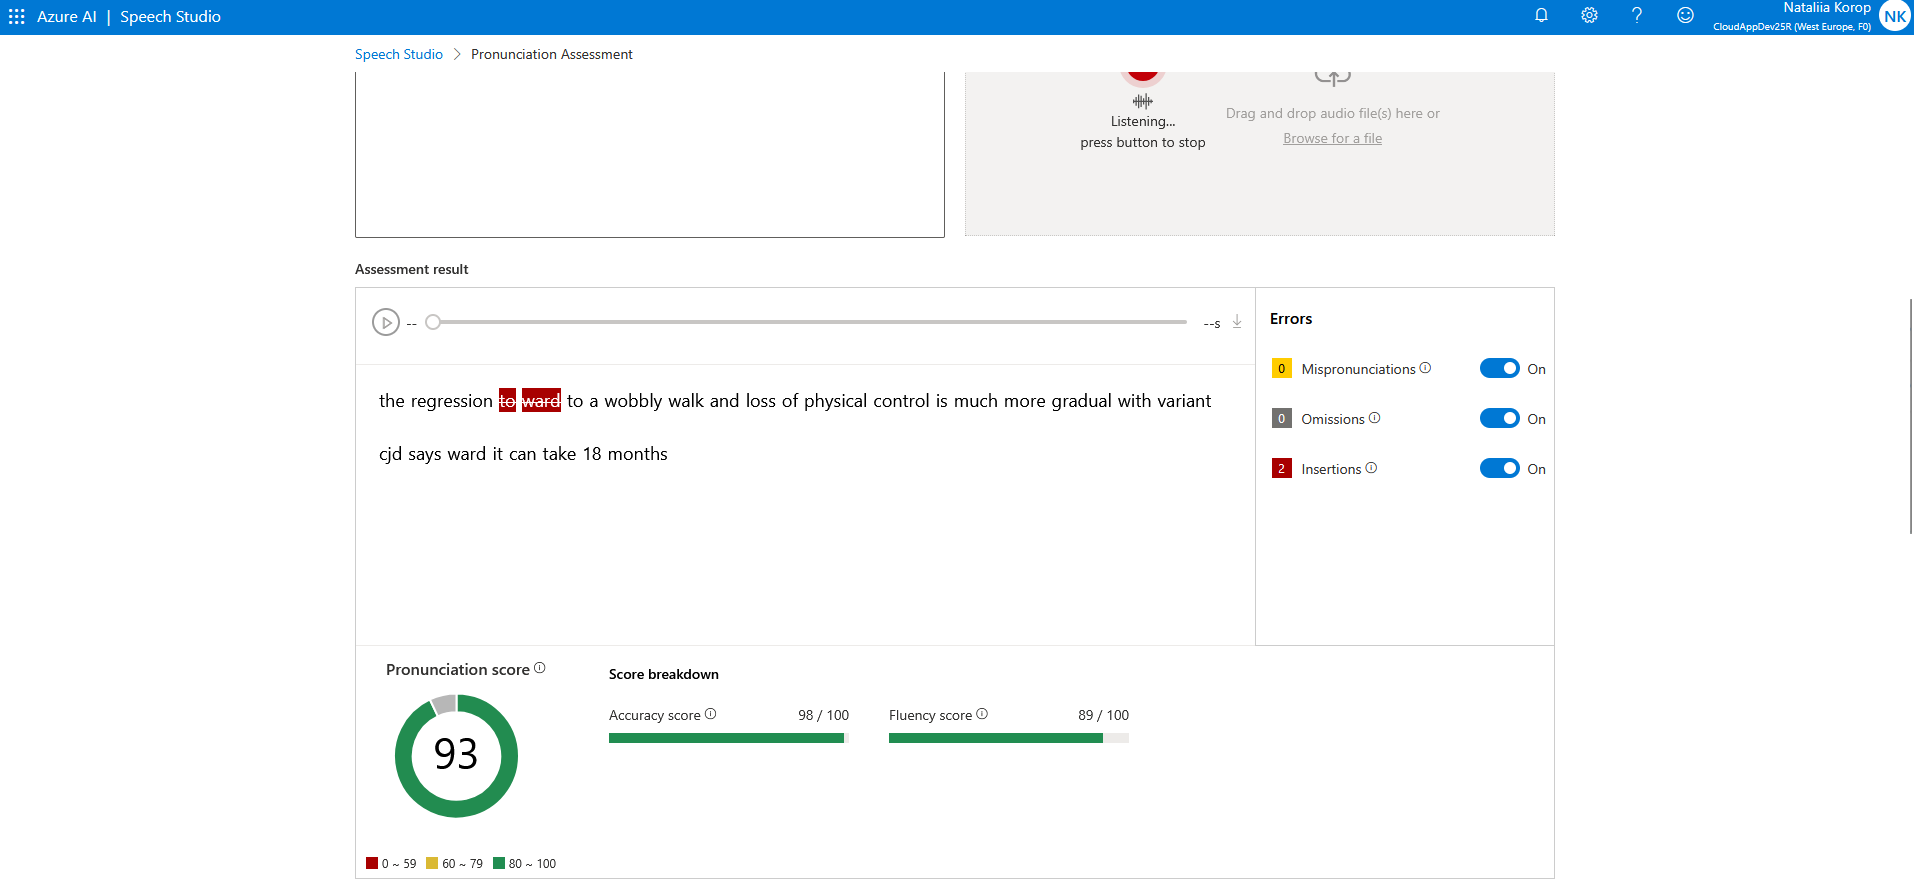 Azure AI | Speech Studio
Nataliia Korop
CloudAppDev25R (West Europe, F0)
NK
Speech Studio > Pronunciation Assessment
Listening...
press button to stop
Drag and drop audio file(s) here or
Browse for a file
Assessment result
-- --s
the regression to ward to a wobbly walk and loss of physical control is much more gradual with variant
cjd says ward it can take 18 months
Errors
0 Mispronunciations On
0 Omissions On
2 Insertions On
Pronunciation score
93
0 ~ 59 60 ~ 79 80 ~ 100
Score breakdown
Accuracy score 98 / 100
Fluency score 89 / 100